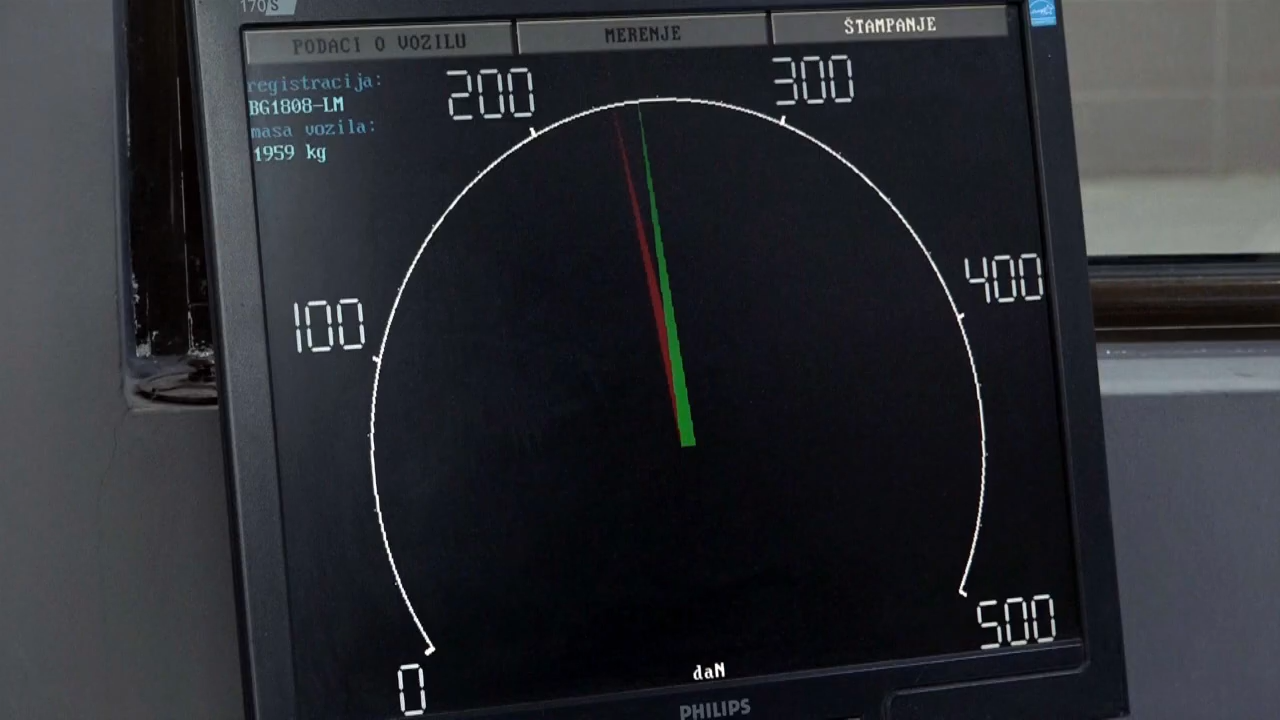 170S
PODACI O VOZILU
MERENJE
ŠTAMPANJE
registracija:
BG1808-LM
masa vozila:
1959 kg
200
300
100
400
0
500
daN
PHILIPS